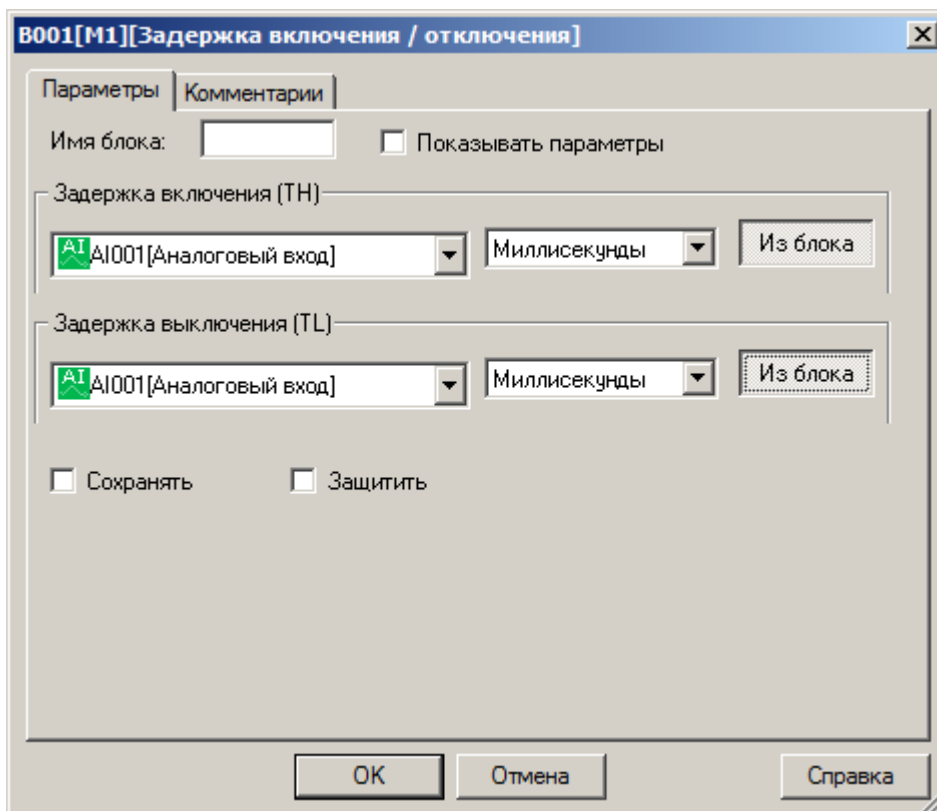 B001[M1][Задержка включения / отключения]
Параметры Комментарии
Имя блока: Показывать параметры
Задержка включения (TH)
AI AI001[Аналоговый вход] Миллисекунды Из блока
Задержка выключения (TL)
AI AI001[Аналоговый вход] Миллисекунды Из блока
Сохранять Защитить
OK Отмена Справка